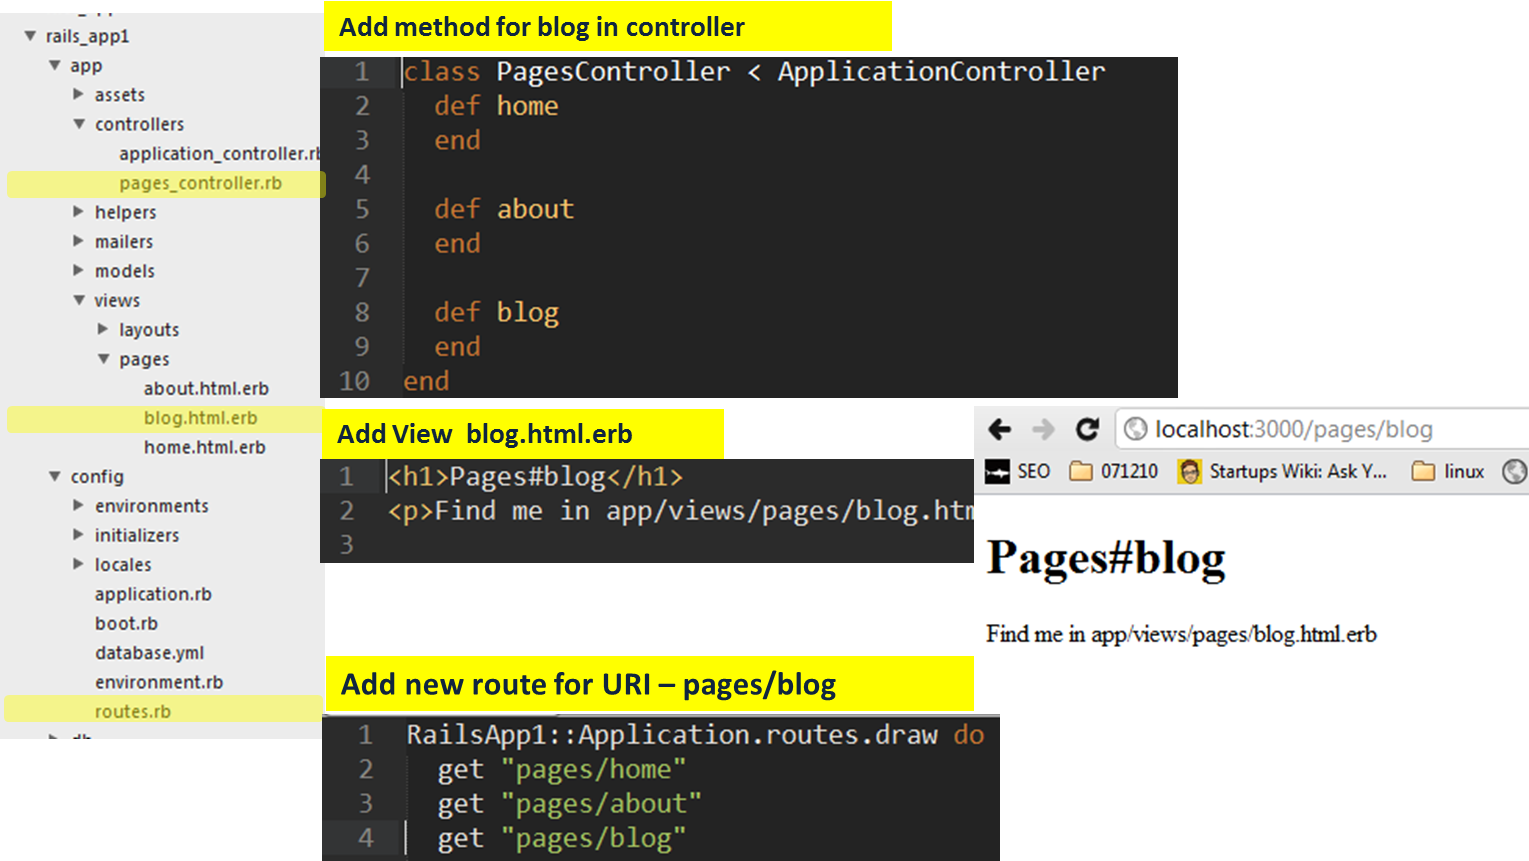 rails_app1
app
assets
controllers
application_controller.rb
pages_controller.rb
helpers
mailers
models
views
layouts
pages
about.html.erb
blog.html.erb
home.html.erb
config
environments
initializers
locales
application.rb
boot.rb
database.yml
environment.rb
routes.rb
Add method for blog in controller
1 class PagesController < ApplicationController
2 def home
3 end
4
5 def about
6 end
7
8 def blog
9 end
10 end
Add View blog.html.erb
1 <h1>Pages#blog</h1>
2 <p>Find me in app/views/pages/blog.htm
3
localhost:3000/pages/blog
SEO 071210 Startups Wiki: Ask Y... linux
Pages#blog
Find me in app/views/pages/blog.html.erb
Add new route for URI – pages/blog
1 RailsApp1::Application.routes.draw do
2 get "pages/home"
3 get "pages/about"
4 get "pages/blog"